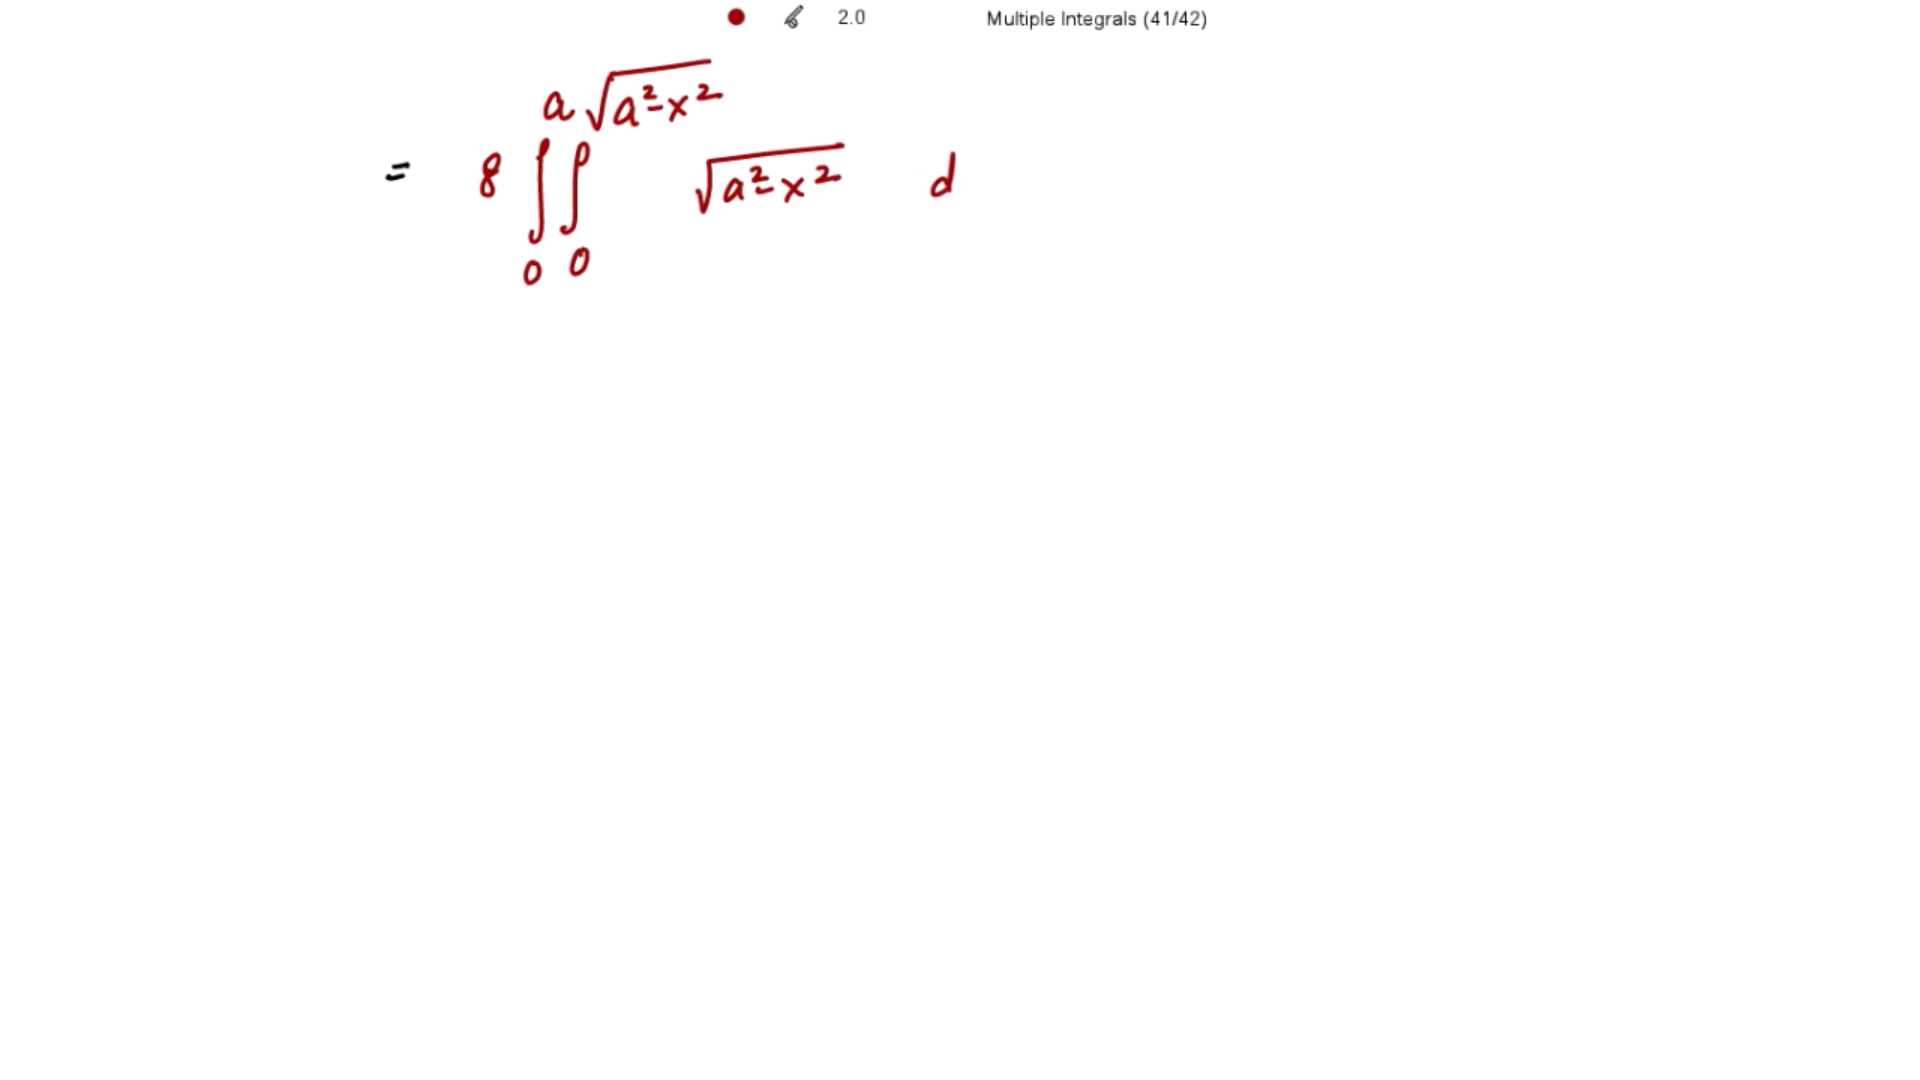 2.0 Multiple Integrals (41/42)
= 8 ∫₀^a ∫₀^√(a²-x²) √(a²-x²) d